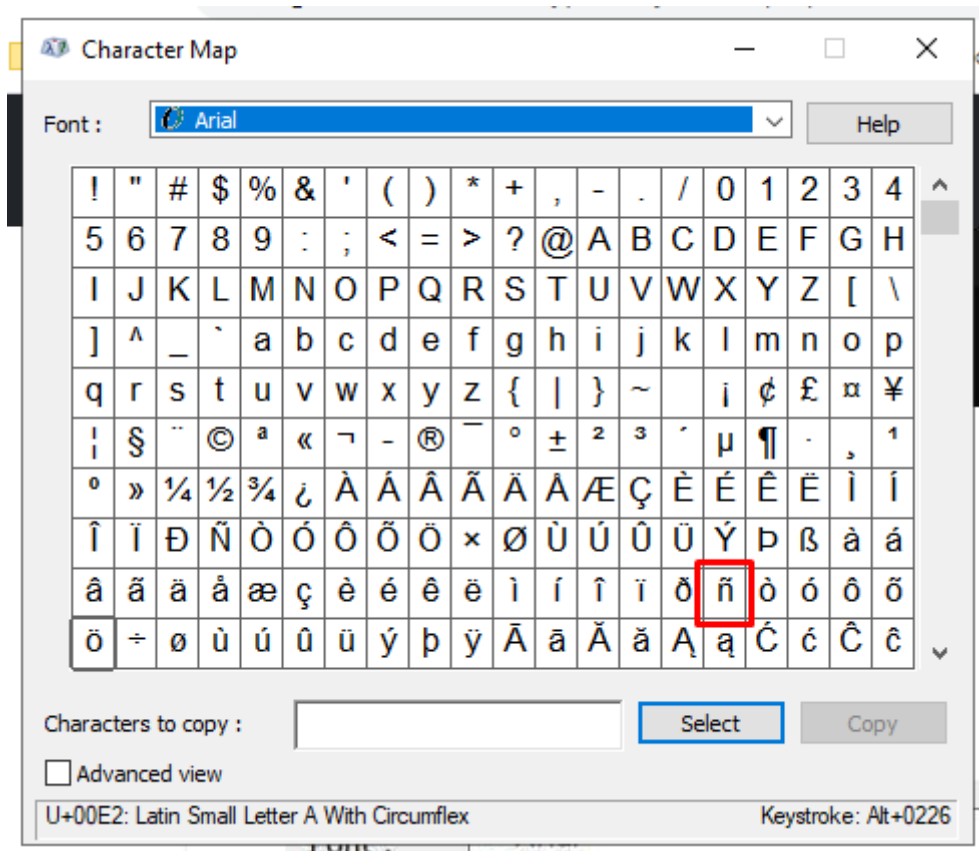 Character Map
Font : Arial Help
! " # $ % & ' ( ) * + , - . / 0 1 2 3 4
5 6 7 8 9 : ; < = > ? @ A B C D E F G H
I J K L M N O P Q R S T U V W X Y Z [ \
] ^ _ ` a b c d e f g h i j k l m n o p
q r s t u v w x y z { | } ~ ¡ ¢ £ ¤ ¥
¦ § ¨ © ª « ¬ - ® ¯ ° ± ² ³ ´ µ ¶ · ¸ ¹
º » ¼ ½ ¾ ¿ À Á Â Ã Ä Å Æ Ç È É Ê Ë Ì Í
Î Ï Ð Ñ Ò Ó Ô Õ Ö × Ø Ù Ú Û Ü Ý Þ ß à á
â ã ä å æ ç è é ê ë ì í î ï ð ñ ò ó ô õ
ö ÷ ø ù ú û ü ý þ ÿ Ā ā Ă ă Ą ą Ć ć Ĉ ĉ
Characters to copy : Select Copy
Advanced view
U+00E2: Latin Small Letter A With Circumflex Keystroke: Alt+0226